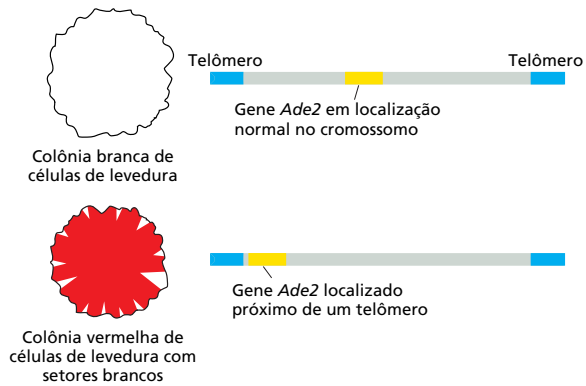 Telômero
Telômero
Gene Ade2 em localização
normal no cromossomo
Colônia branca de
células de levedura
Gene Ade2 localizado
próximo de um telômero
Colônia vermelha de
células de levedura com
setores brancos